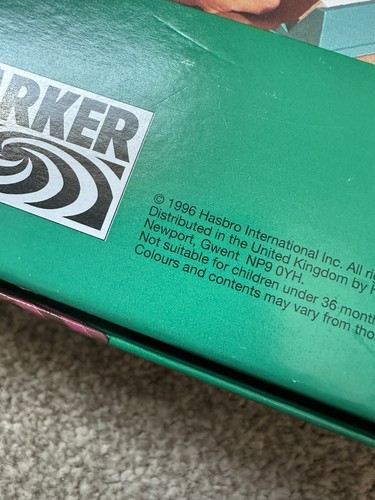 RKER
© 1996 Hasbro International Inc. All
Distributed in the United Kingdom by
Newport, Gwent NP9 0YH.
Not suitable for children under 36
Colours and contents may vary from